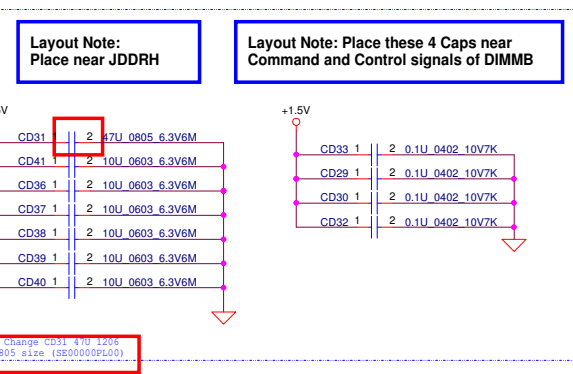 Layout Note:
Place near JDDRH
Layout Note: Place these 4 Caps near
Command and Control signals of DIMMB
V
CD31 1 2 47U_0805_6.3V6M
CD41 1 2 10U_0603_6.3V6M
CD36 1 2 10U_0603_6.3V6M
CD37 1 2 10U_0603_6.3V6M
CD38 1 2 10U_0603_6.3V6M
CD39 1 2 10U_0603_6.3V6M
CD40 1 2 10U_0603_6.3V6M
+1.5V
CD33 1 2 0.1U_0402_10V7K
CD29 1 2 0.1U_0402_10V7K
CD30 1 2 0.1U_0402_10V7K
CD32 1 2 0.1U_0402_10V7K
Change CD31 47U 1206
805 size (SE00000PL00)